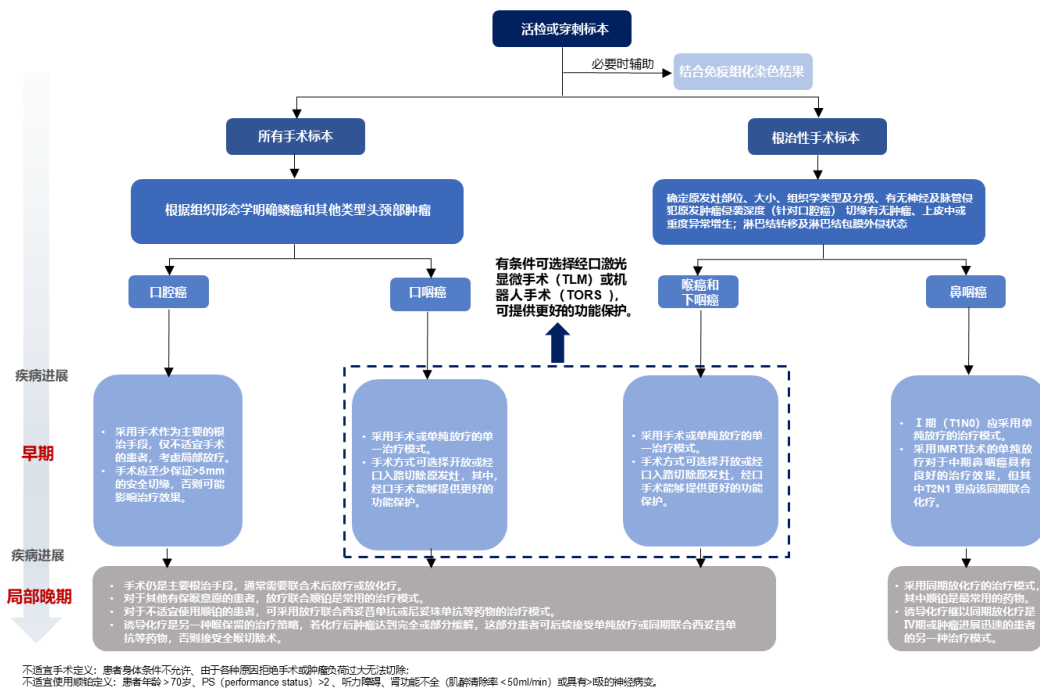 活检或穿刺标本
必要时辅助
结合免疫组化染色结果
所有手术标本
根治性手术标本
根据组织形态学明确鳞癌和其他类型头颈部肿瘤
确定原发灶部位、大小、组织学类型及分级、有无神经及脉管侵
犯原发肿瘤侵袭深度（针对口腔癌） 切缘有无肿瘤、上皮中或
重度异常增生；淋巴结转移及淋巴结包膜外侵状态
有条件可选择经口激光
显微手术（TLM）或机
器人手术（TORS ），
可提供更好的功能保护。
口腔癌
口咽癌
喉癌和
下咽癌
鼻咽癌
疾病进展
早期
• 采用手术作为主要的根
治手段，仅不适宜手术
的患者，考虑局部放疗。
• 手术应至少保证>5mm
的安全切缘，否则可能
影响治疗效果。
• 采用手术或单纯放疗的单
一治疗模式。
• 手术方式可选择开放或经
口入路切除原发灶，其中，
经口手术能够提供更好的
功能保护。
• 采用手术或单纯放疗的单
一治疗模式。
• 手术方式可选择开放或经
口入路切除原发灶，其中，经
口手术能够提供更好的功
能保护。
• Ⅰ期（T1N0）应采用单
纯放疗的治疗模式。
• 采用IMRT技术的单纯放
疗对于中期鼻咽癌具有
良好的治疗效果，但其
中T2N1 更应该同期联合
化疗。
疾病进展
局部晚期
• 手术仍是主要根治手段，通常需要联合术后放疗或放化疗。
• 对于其他有保喉意愿的患者，放疗联合顺铂是常用的治疗模式。
• 对于不适宜使用顺铂的患者，可采用放疗联合西妥昔单抗或尼妥珠单抗等药物的治疗模式。
• 诱导化疗是另一种喉保留的治疗策略，若化疗后肿瘤达到完全或部分缓解，这部分患者可后续接受单纯放疗或同期联合西妥昔单
抗等药物，否则接受全喉切除术。
• 采用同期放化疗的治疗模式，
其中顺铂是最常用的药物。
• 诱导化疗继以同期放化疗是
Ⅳ期或肿瘤进展迅速的患者
的另一种治疗模式。
不适宜手术定义：患者身体条件不允许、由于各种原因拒绝手术或肿瘤负荷过大无法切除;
不适宜使用顺铂定义：患者年龄＞70岁、PS（performance status）>2 、听力障碍、肾功能不全（肌酐清除率＜50ml/min）或具有>Ⅰ级的神经病变。